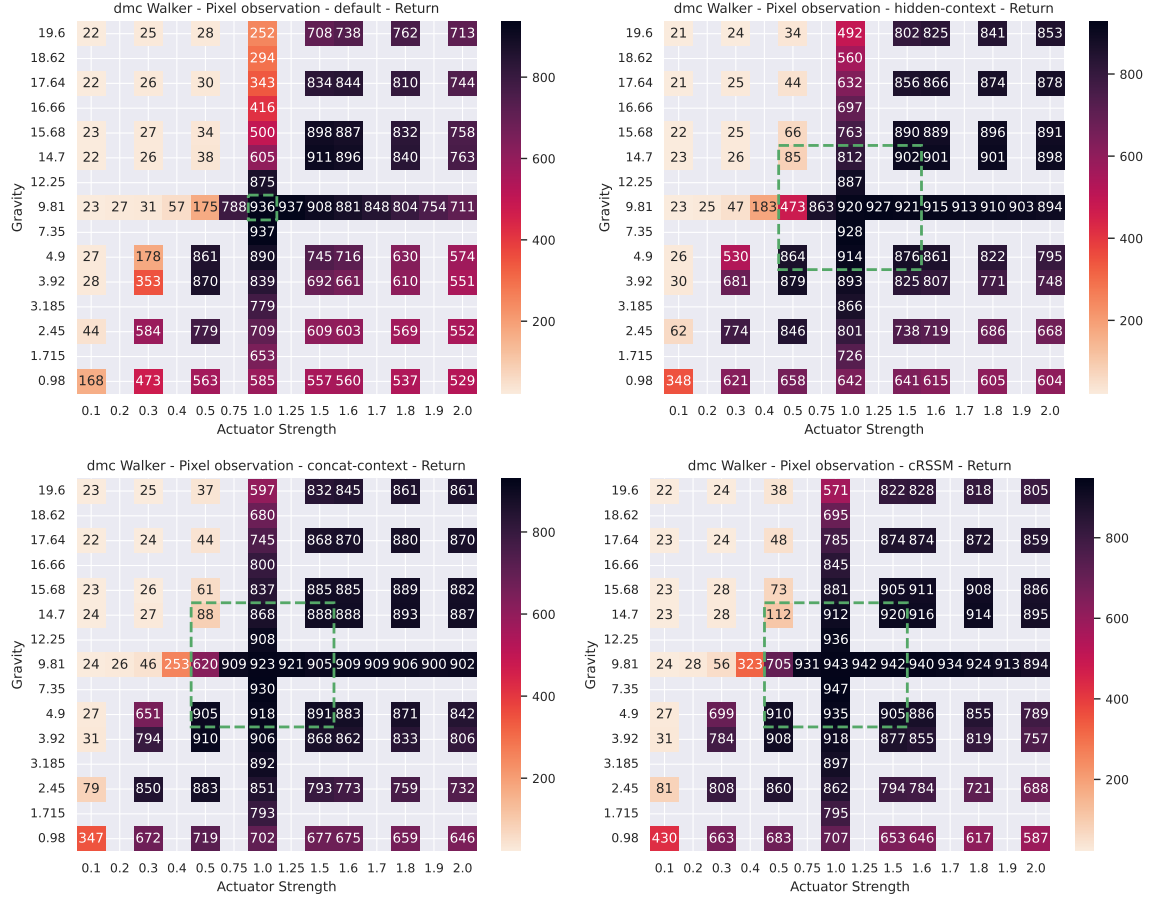 dmc Walker - Pixel observation - default - Return
19.6 22 25 28 252 708 738 762 713
18.62 294
17.64 22 26 30 343 834 844 810 744
16.66 416
15.68 23 27 34 500 898 887 832 758
14.7 22 26 38 605 911 896 840 763
12.25 875
9.81 23 27 31 57 175 788 936 937 908 881 848 804 754 711
7.35 937
4.9 27 178 861 890 745 716 630 574
3.92 28 353 870 839 692 661 610 551
3.185 779
2.45 44 584 779 709 609 603 569 552
1.715 653
0.98 168 473 563 585 557 560 537 529
0.1 0.2 0.3 0.4 0.5 0.75 1.0 1.25 1.5 1.6 1.7 1.8 1.9 2.0
Actuator Strength
Gravity
800
600
400
200
dmc Walker - Pixel observation - hidden-context - Return
19.6 21 24 34 492 802 825 841 853
18.62 560
17.64 21 25 44 632 856 866 874 878
16.66 697
15.68 22 25 66 763 890 889 896 891
14.7 23 26 85 812 902 901 901 898
12.25 887
9.81 23 25 47 183 473 863 920 927 921 915 913 910 903 894
7.35 928
4.9 26 530 864 914 876 861 822 795
3.92 30 681 879 893 825 807 771 748
3.185 866
2.45 62 774 846 801 738 719 686 668
1.715 726
0.98 348 621 658 642 641 615 605 604
0.1 0.2 0.3 0.4 0.5 0.75 1.0 1.25 1.5 1.6 1.7 1.8 1.9 2.0
Actuator Strength
Gravity
800
600
400
200
dmc Walker - Pixel observation - concat-context - Return
19.6 23 25 37 597 832 845 861 861
18.62 680
17.64 22 24 44 745 868 870 880 870
16.66 800
15.68 23 26 61 837 885 885 889 882
14.7 24 27 88 868 888 888 893 887
12.25 908
9.81 24 26 46 253 620 909 923 921 905 909 909 906 900 902
7.35 930
4.9 27 651 905 918 891 883 871 842
3.92 31 794 910 906 868 862 833 806
3.185 892
2.45 79 850 883 851 793 773 759 732
1.715 793
0.98 347 672 719 702 677 675 659 646
0.1 0.2 0.3 0.4 0.5 0.75 1.0 1.25 1.5 1.6 1.7 1.8 1.9 2.0
Actuator Strength
Gravity
800
600
400
200
dmc Walker - Pixel observation - cRSSM - Return
19.6 22 24 38 571 822 828 818 805
18.62 695
17.64 22 24 48 785 874 874 872 859
16.66 845
15.68 23 28 73 881 905 911 908 886
14.7 23 28 112 912 920 916 914 895
12.25 936
9.81 24 28 56 323 705 931 943 942 942 940 934 924 913 894
7.35 947
4.9 27 699 910 935 905 886 855 789
3.92 31 784 908 918 877 855 819 757
3.185 897
2.45 81 808 860 862 794 784 721 688
1.715 795
0.98 430 663 683 707 653 646 617 587
0.1 0.2 0.3 0.4 0.5 0.75 1.0 1.25 1.5 1.6 1.7 1.8 1.9 2.0
Actuator Strength
Gravity
800
600
400
200